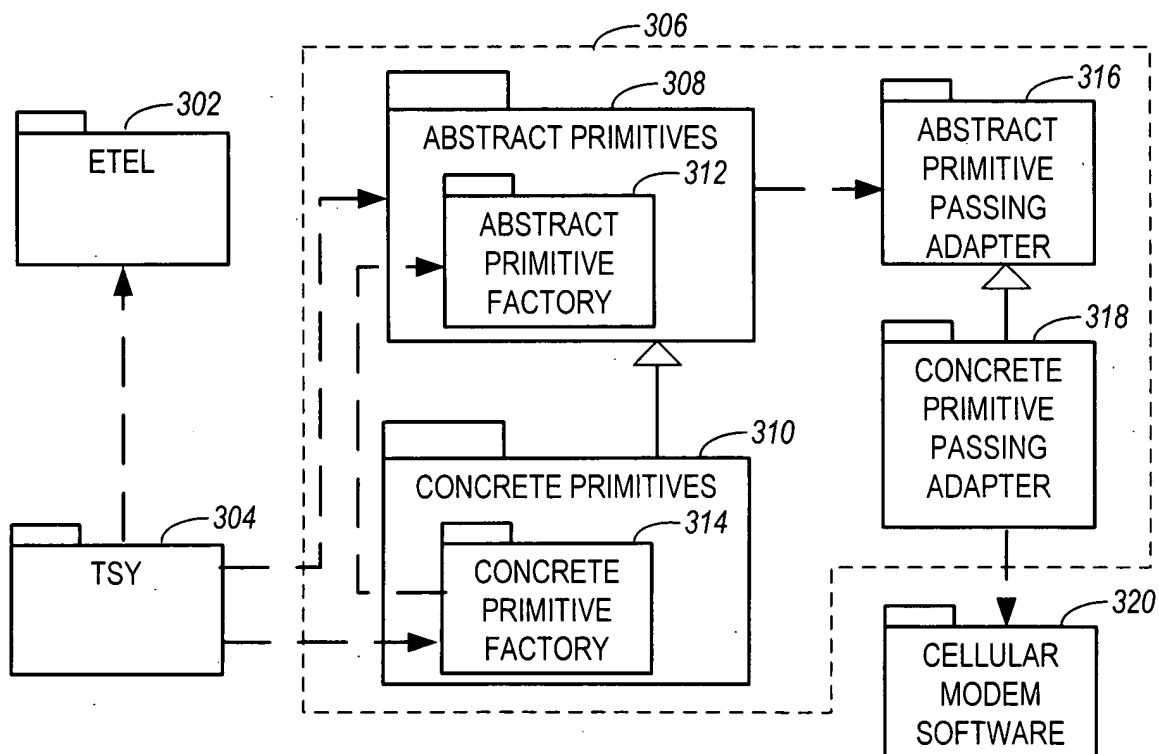 306
302
ETEL
308
ABSTRACT PRIMITIVES
312
ABSTRACT
PRIMITIVE
FACTORY
316
ABSTRACT
PRIMITIVE
PASSING
ADAPTER
318
CONCRETE
PRIMITIVE
PASSING
ADAPTER
304
TSY
310
CONCRETE PRIMITIVES
314
CONCRETE
PRIMITIVE
FACTORY
320
CELLULAR
MODEM
SOFTWARE